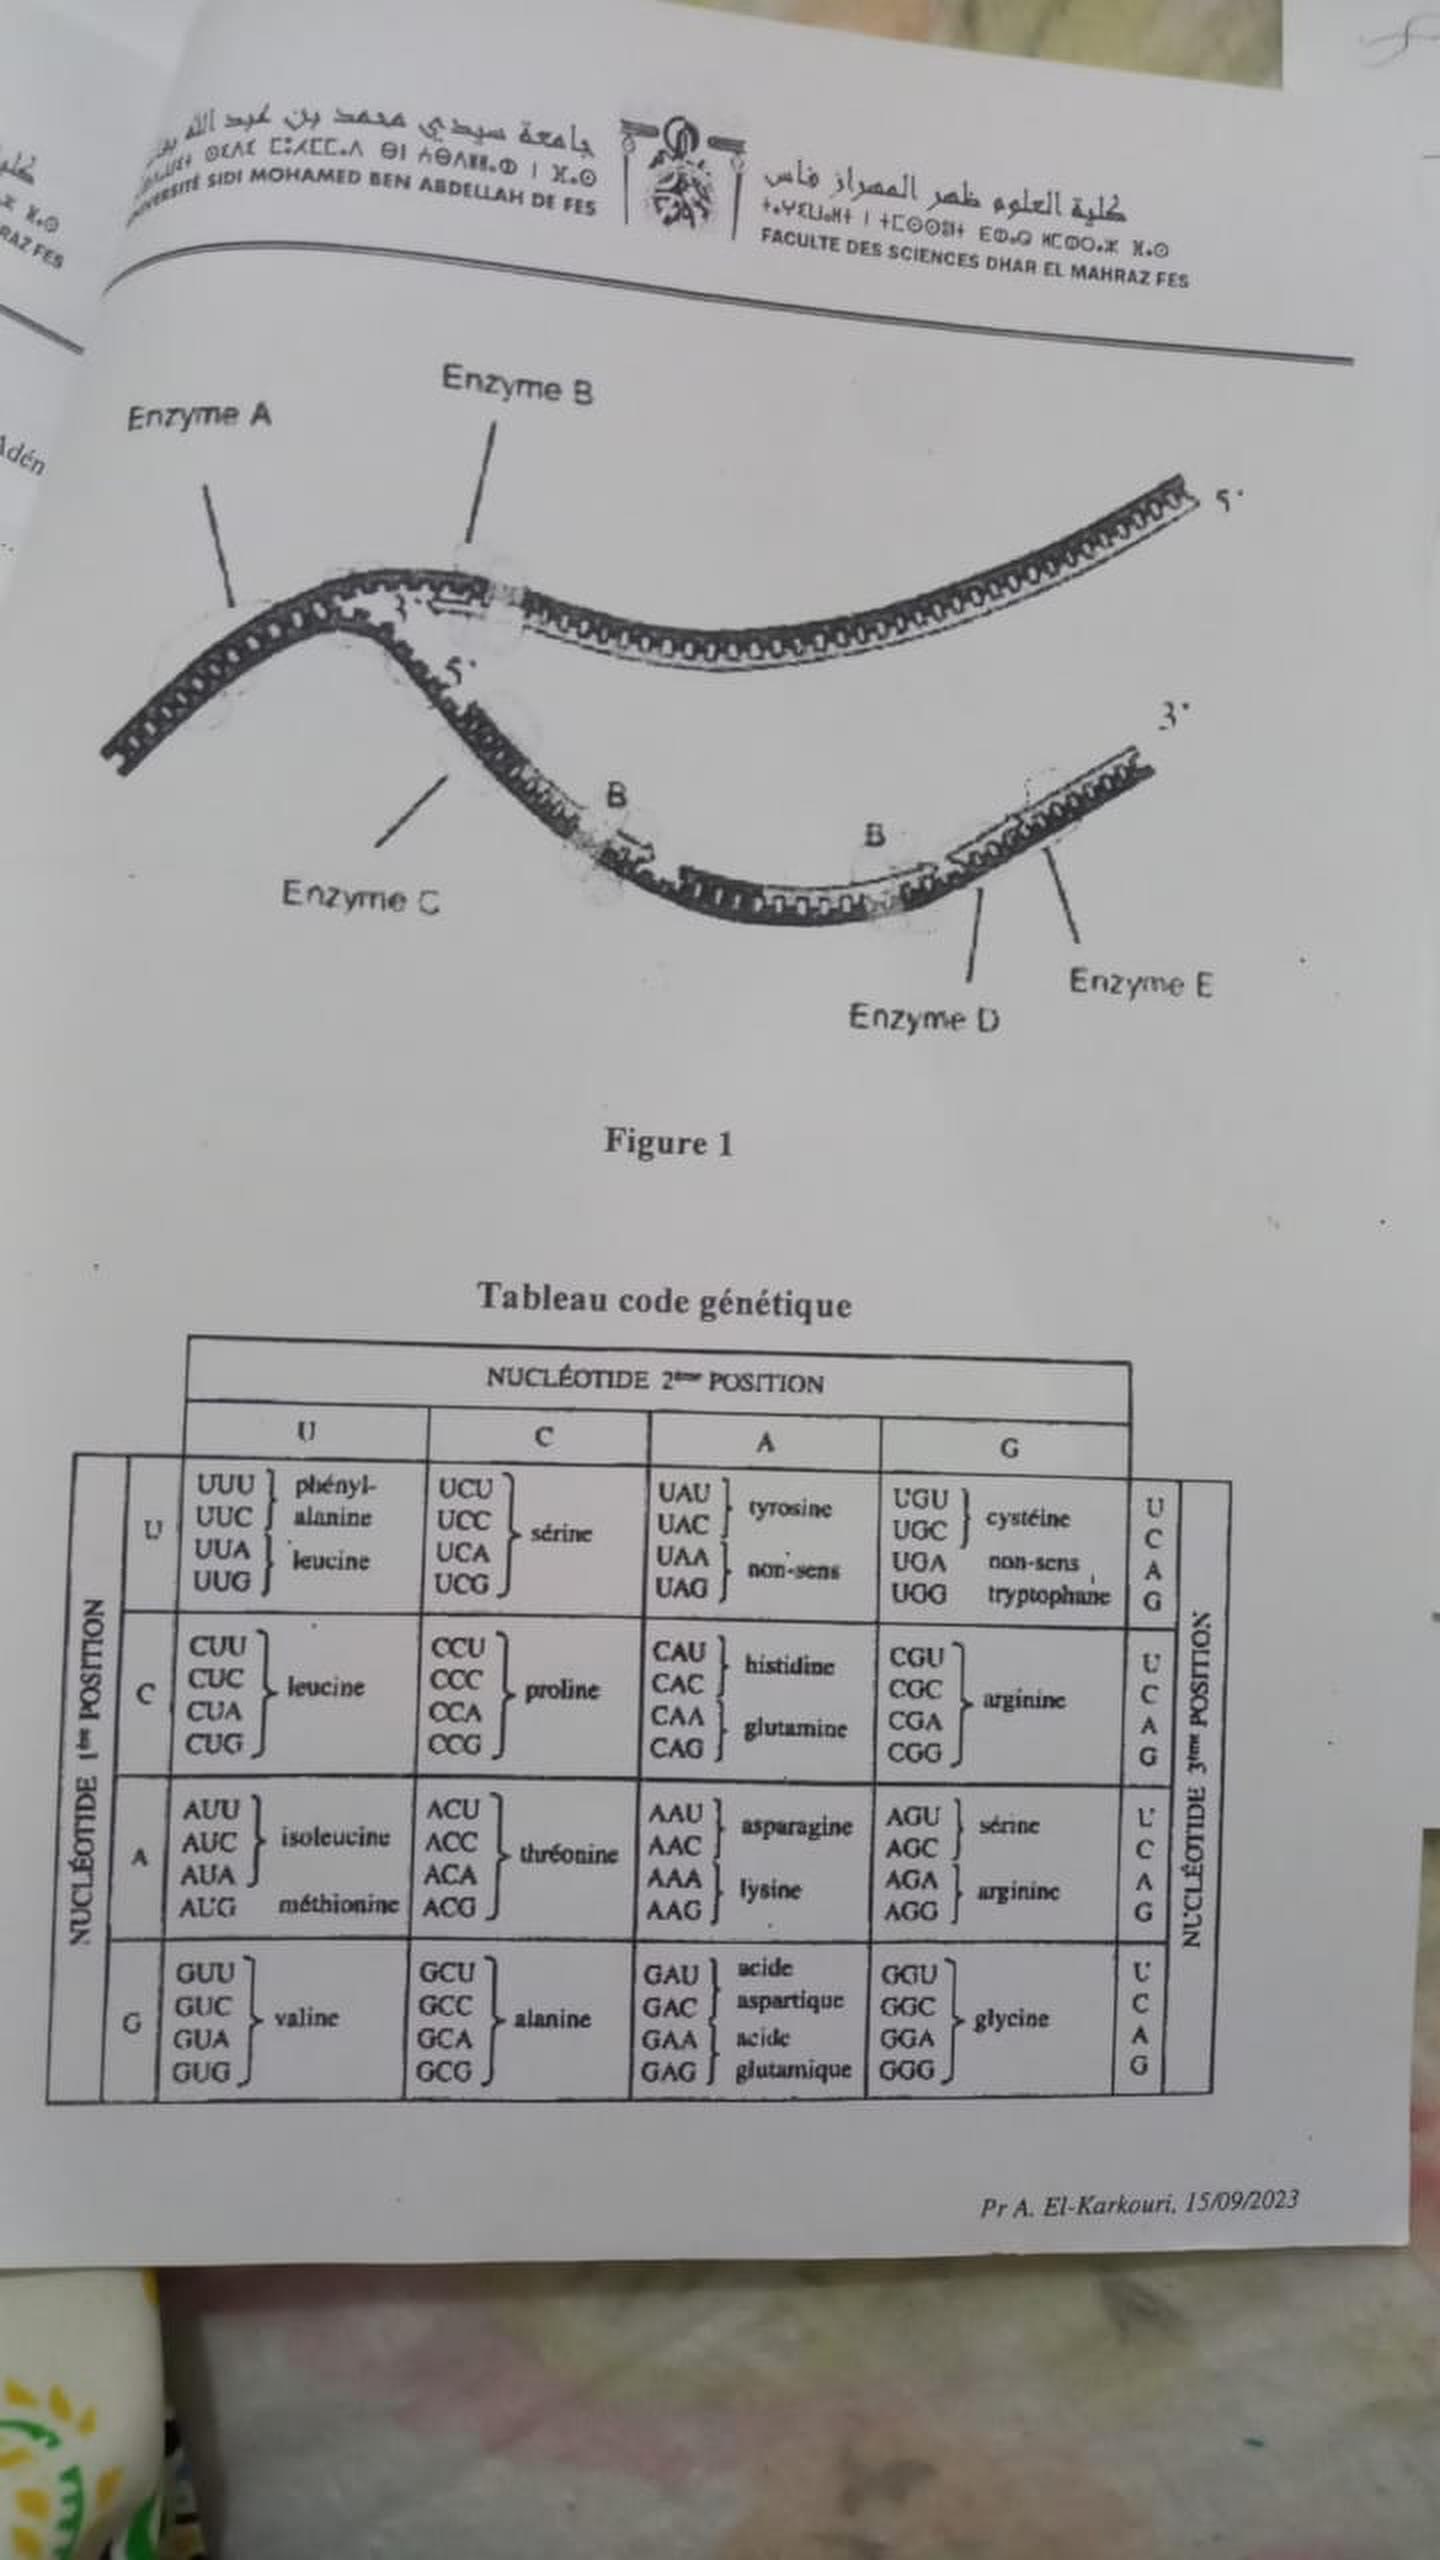 جامعة سيدي محمد بن عبد الله
UNIVERSITÉ SIDI MOHAMED BEN ABDELLAH DE FES
كلية العلوم ظهر المهراز فاس
FACULTE DES SCIENCES DHAR EL MAHRAZ FES
RAZ FES
Adén
Enzyme A
Enzyme B
5'
3'
5'
3'
B
B
Enzyme C
Enzyme D
Enzyme E
Figure 1
Tableau code génétique
NUCLÉOTIDE 2ème POSITION
U C A G
NUCLÉOTIDE 1ère POSITION
NUCLÉOTIDE 3ème POSITION
U
UUU phényl- UCU UAU UGU U
UUC alanine UCC sérine UAC tyrosine UGC cystéine C
UUA UCA UAA UGA non-sens A
UUG leucine UCG UAG non-sens UGG tryptophane G
C
CUU CCU CAU CGU U
CUC leucine CCC proline CAC histidine CGC arginine C
CUA CCA CAA CGA A
CUG CCG CAG glutamine CGG G
A
AUU ACU AAU AGU U
AUC isoleucine ACC thréonine AAC asparagine AGC sérine C
AUA ACA AAA AGA A
AUG méthionine ACG AAG lysine AGG arginine G
G
GUU GCU GAU acide GGU U
GUC valine GCC alanine GAC aspartique GGC glycine C
GUA GCA GAA acide GGA A
GUG GCG GAG glutamique GGG G
Pr A. El-Karkouri, 15/09/2023